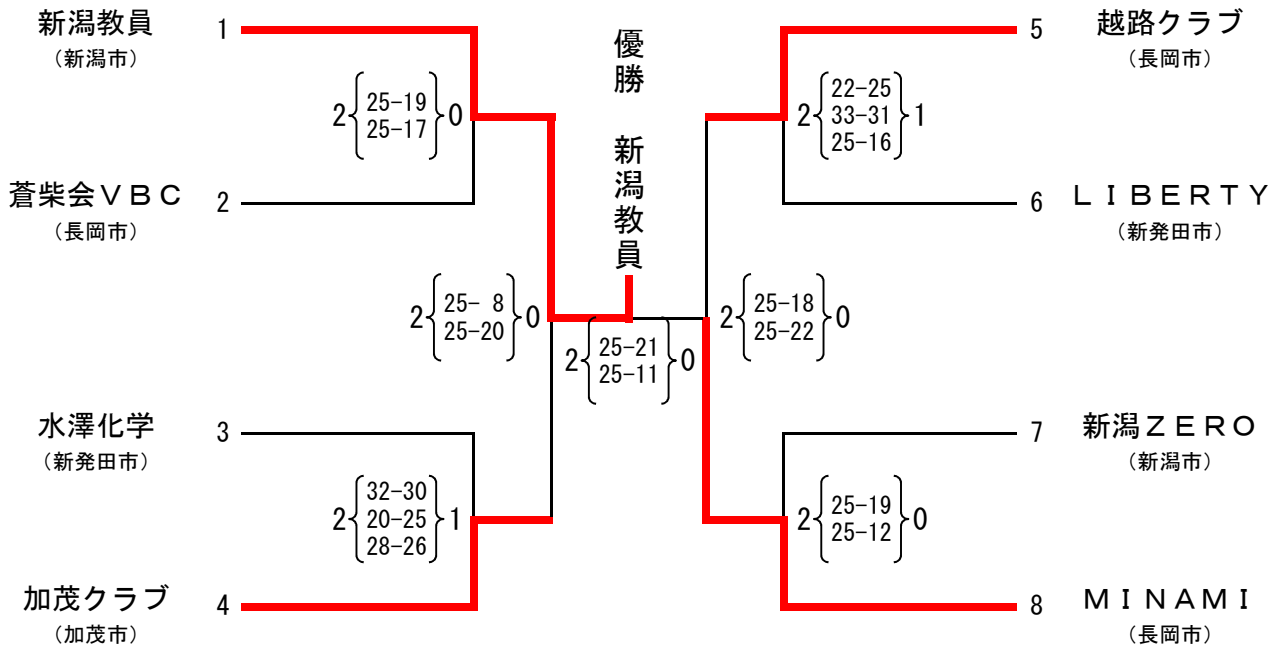 新潟教員 1
（新潟市）
2 25-19 0
25-17
蒼柴会ＶＢＣ 2
（長岡市）
2 25- 8 0
25-20
水澤化学 3
（新発田市）
2 32-30 1
20-25
28-26
加茂クラブ 4
（加茂市）
優勝 新潟教員
2 25-21 0
25-11
5 越路クラブ
（長岡市）
2 22-25 1
33-31
25-16
6 ＬＩＢＥＲＴＹ
（新発田市）
2 25-18 0
25-22
7 新潟ＺＥＲＯ
（新潟市）
2 25-19 0
25-12
8 ＭＩＮＡＭＩ
（長岡市）